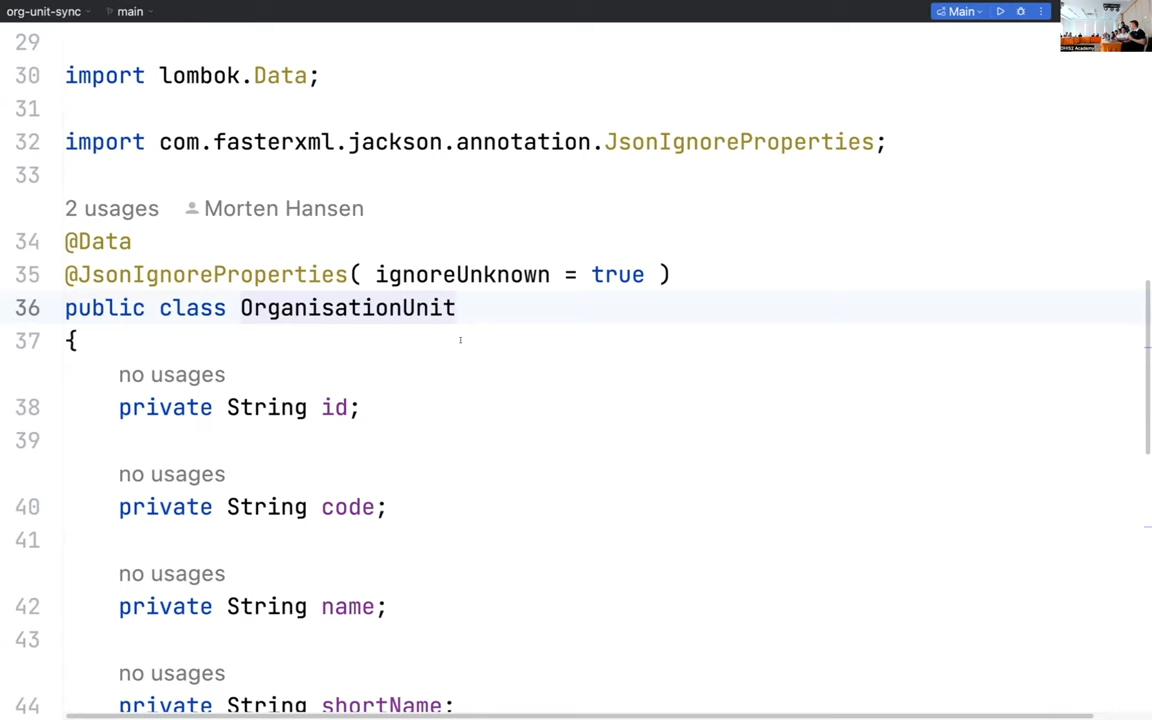 org-unit-sync main Main
DHIS2 Academy
29
30 import lombok.Data;
31
32 import com.fasterxml.jackson.annotation.JsonIgnoreProperties;
33
2 usages Morten Hansen
34 @Data
35 @JsonIgnoreProperties( ignoreUnknown = true )
36 public class OrganisationUnit
37 {
no usages
38 private String id;
39
no usages
40 private String code;
41
no usages
42 private String name;
43
no usages
44 private String shortName;